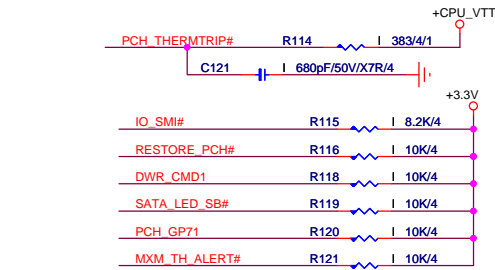 +CPU_VTT
PCH_THERMTRIP# R114 I 383/4/1
C121 I 680pF/50V/X7R/4
+3.3V
IO_SMI# R115 I 8.2K/4
RESTORE_PCH# R116 I 10K/4
DWR_CMD1 R118 I 10K/4
SATA_LED_SB# R119 I 10K/4
PCH_GP71 R120 I 10K/4
MXM_TH_ALERT# R121 I 10K/4